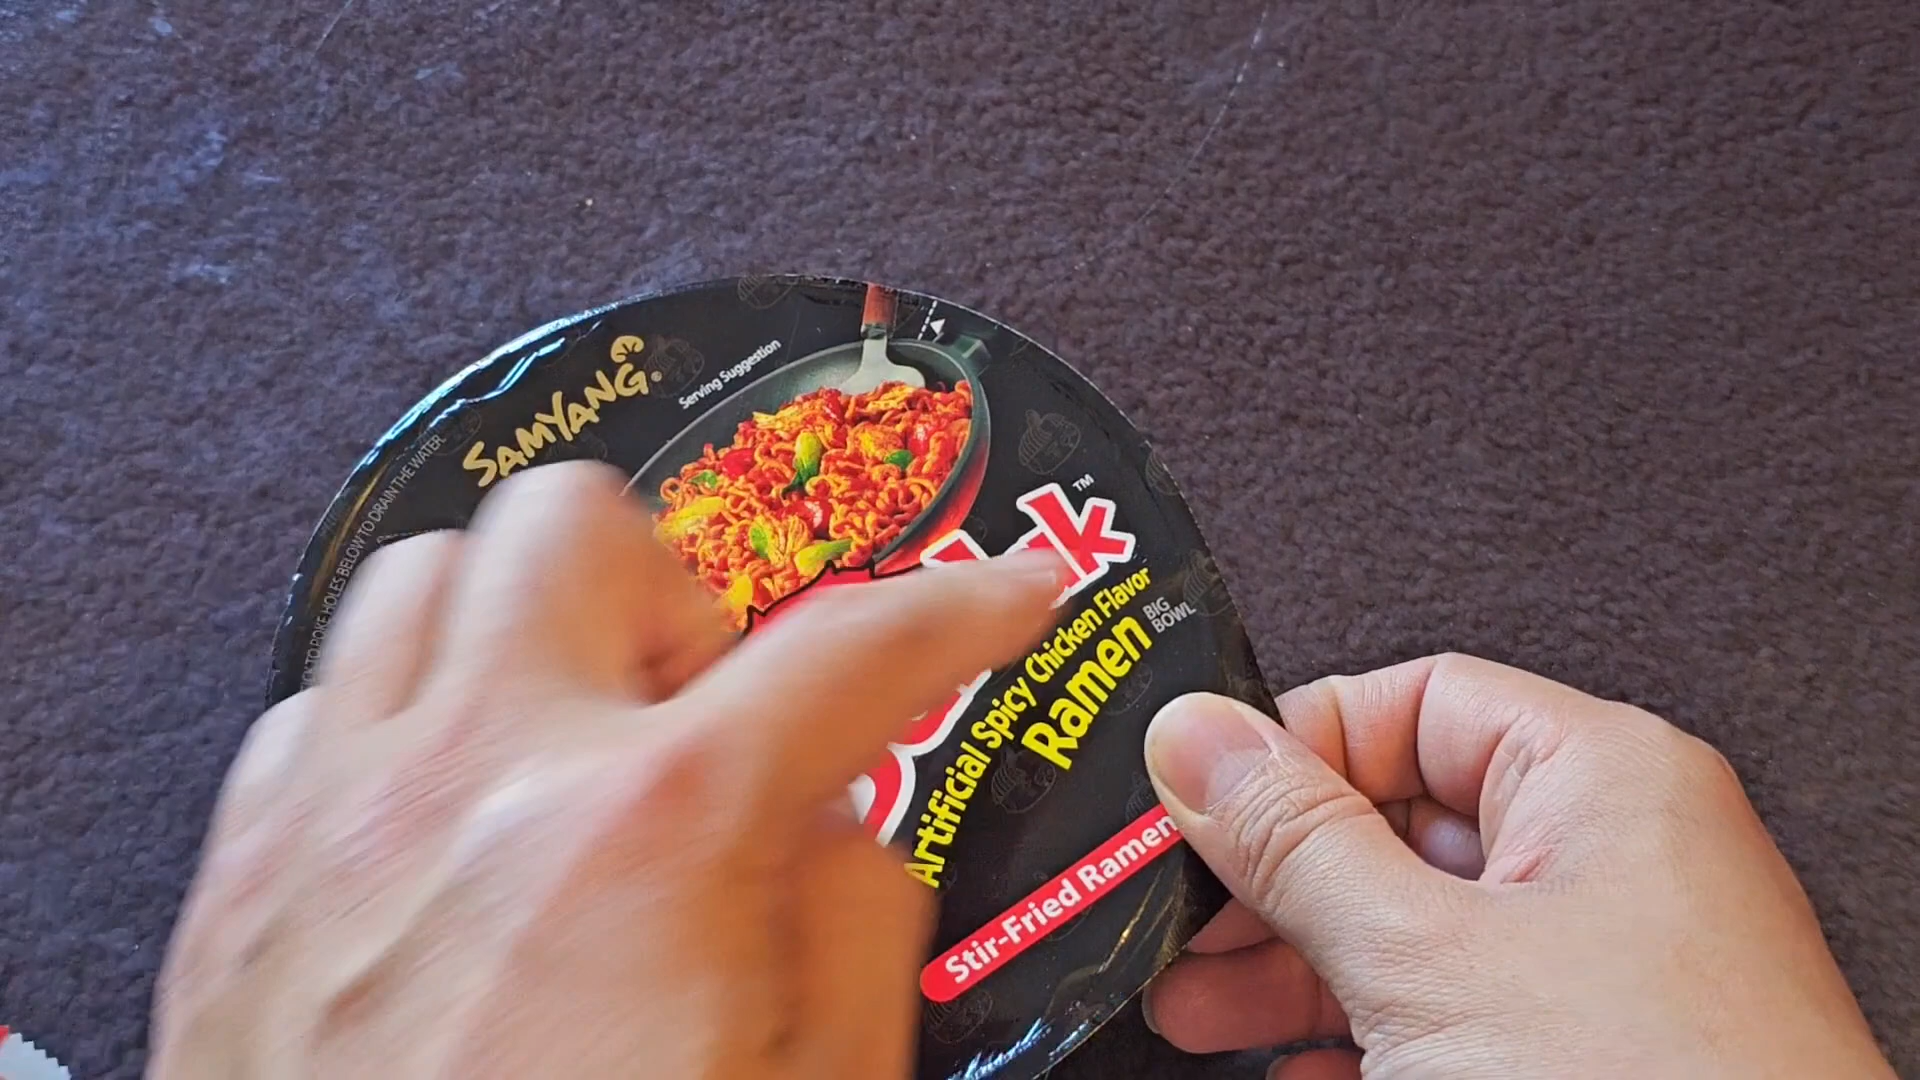 SAMYANG
Serving Suggestion
TO POKE HOLES BELOW TO DRAIN THE WATER
TM
Artificial Spicy Chicken Flavor
Ramen
BIG
BOWL
Stir-Fried Ramen